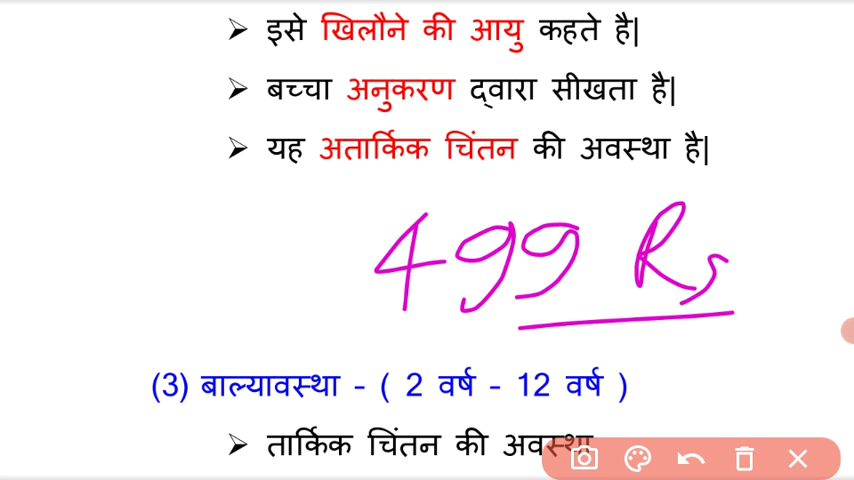 ➢ इसे खिलौने की आयु कहते है|
➢ बच्चा अनुकरण द्वारा सीखता है|
➢ यह अतार्किक चिंतन की अवस्था है|
499 Rs
(3) बाल्यावस्था - ( 2 वर्ष - 12 वर्ष )
➢ तार्किक चिंतन की अवस्था